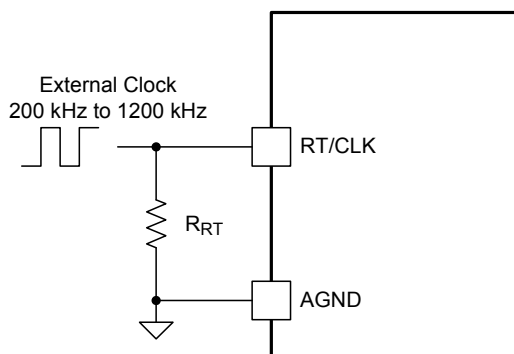 External Clock
200 kHz to 1200 kHz
RT/CLK
RRT
AGND